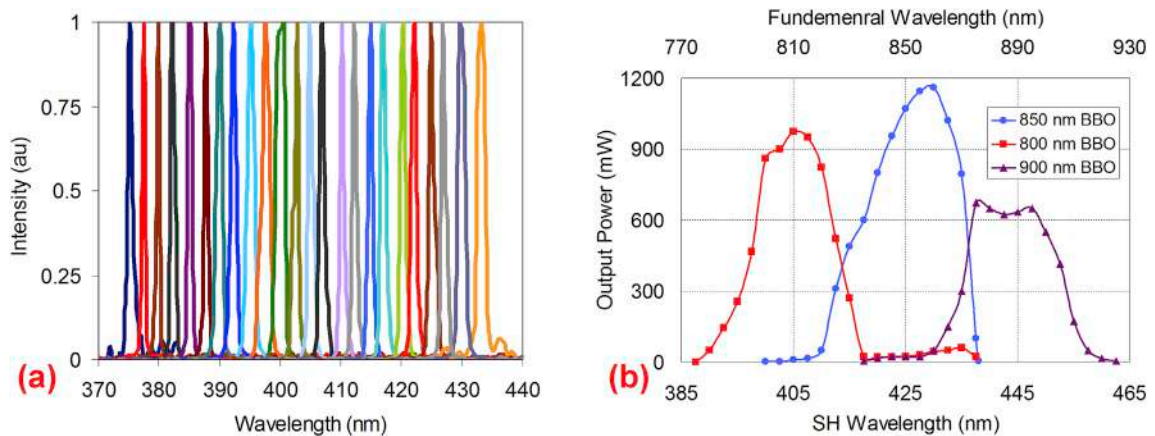 1
0.75
0.5
0.25
0
Intensity (au)
370 380 390 400 410 420 430 440
Wavelength (nm)
(a)
Fundemenral Wavelength (nm)
770 810 850 890 930
1200
900
600
300
0
Output Power (mW)
850 nm BBO
800 nm BBO
900 nm BBO
385 405 425 445 465
SH Wavelength (nm)
(b)